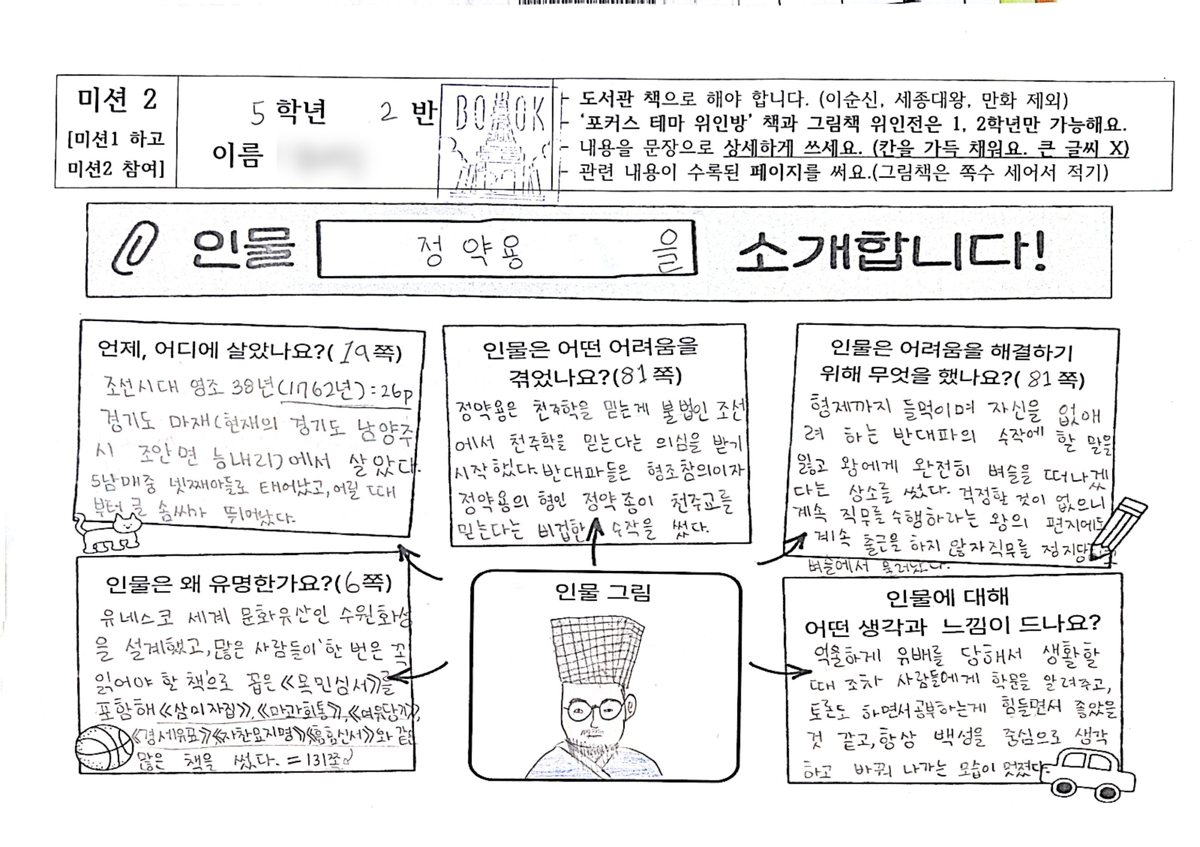 미션 2
[미션1 하고
미션2 참여]
5 학년 2 반
이름
BOOK
- 도서관 책으로 해야 합니다. (이순신, 세종대왕, 만화 제외)
- ‘포커스 테마 위인방’ 책과 그림책 위인전은 1, 2학년만 가능해요.
- 내용을 문장으로 상세하게 쓰세요. (칸을 가득 채워요. 큰 글씨 X)
- 관련 내용이 수록된 페이지를 써요.(그림책은 쪽수 세어서 적기)
인물 정약용 을 소개합니다!
언제, 어디에 살았나요?(19쪽)
조선시대 영조 38년(1762년)=26p
경기도 마재(현재의 경기도 남양주
시 조안면 능내리)에서 살았다.
5남매중 넷째아들로 태어났고, 어릴 때
부터 글 솜씨가 뛰어났다.
인물은 어떤 어려움을
겪었나요?(81쪽)
정약용은 천주학을 믿는게 불법인 조선
에서 천주학을 믿는다는 의심을 받기
시작했다. 반대파들은 형조참의이자
정약용의 형인 정약종이 천주교를
믿는다는 비겁한 수작을 썼다.
인물은 어려움을 해결하기
위해 무엇을 했나요?(81쪽)
형제까지 들먹이며 자신을 없애
려 하는 반대파의 수작에 할 말을
잃고 왕에게 완전히 벼슬을 떠나겠
다는 상소를 썼다. 걱정할 것이 없으니
계속 직무를 수행하라는 왕의 편지에도
계속 출근을 하지 않자 직무를 정지당하고
벼슬에서 물러났다.
인물은 왜 유명한가요?(6쪽)
유네스코 세계 문화유산인 수원화성
을 설계했고, 많은 사람들이 '한 번은 꼭
읽어야 할 책'으로 꼽은 《목민심서》를
포함해 《삼미자집》, 《마과회통》, 《여유당기》,
《경세유표》《자찬묘지명》《흠흠신서》와 같은
많은 책을 썼다. =131쪽
인물 그림
인물에 대해
어떤 생각과 느낌이 드나요?
억울하게 유배를 당해서 생활할
때 조차 사람들에게 학문을 알려주고,
토론도 하면서 공부하는게 힘들면서 좋았을
것 같고, 항상 백성을 중심으로 생각
하고 바꿔 나가는 모습이 멋졌다.